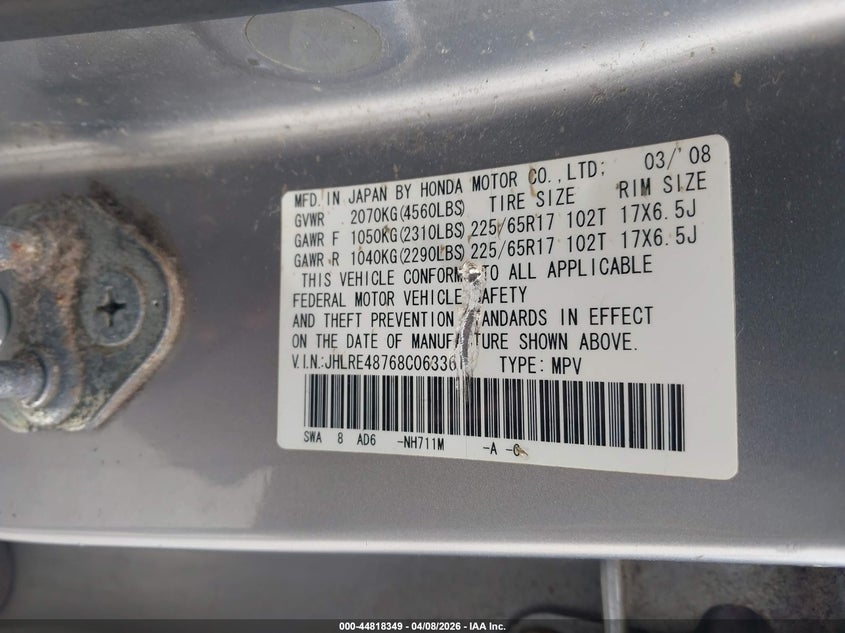 MFD. IN JAPAN BY HONDA MOTOR CO., LTD; 03/'08
GVWR 2070KG(4560LBS) TIRE SIZE RIM SIZE
GAWR F 1050KG(2310LBS) 225/65R17 102T 17X6.5J
GAWR R 1040KG(2290LBS) 225/65R17 102T 17X6.5J
THIS VEHICLE TO ALL APPLICABLE
FEDERAL MOTOR VEHICLE SAFETY
AND THEFT PREVENTION STANDARDS IN EFFECT
ON THE DATE OF MANUFACTURE SHOWN ABOVE.
V.I.N.: TYPE: MPV
SWA 8 AD6 -NH711M -A -C
000-44818349 - 04/08/2026 - IAA Inc.